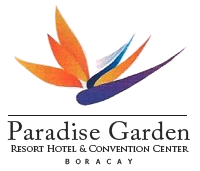 Paradise Garden
RESORT HOTEL & CONVENTION CENTER
BORACAY